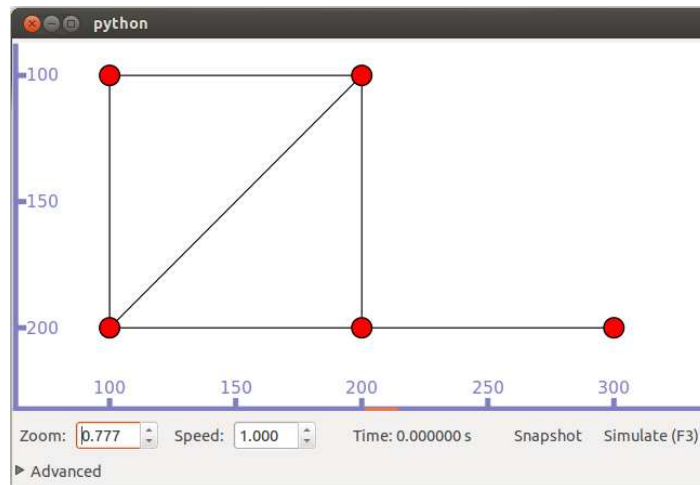 python
100
150
200
100 150 200 250 300
Zoom: 0.777 Speed: 1.000 Time: 0.000000 s Snapshot Simulate (F3)
Advanced